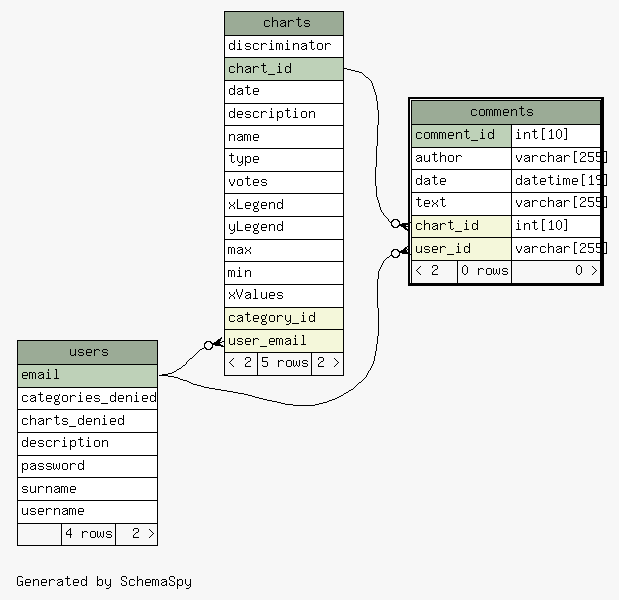 charts
discriminator
chart_id
date
description
name
type
votes
xLegend
yLegend
max
min
xValues
category_id
user_email
< 2 5 rows 2 >
comments
comment_id int[10]
author varchar[255]
date datetime[19]
text varchar[255]
chart_id int[10]
user_id varchar[255]
< 2 0 rows 0 >
users
email
categories_denied
charts_denied
description
password
surname
username
4 rows 2 >
Generated by SchemaSpy